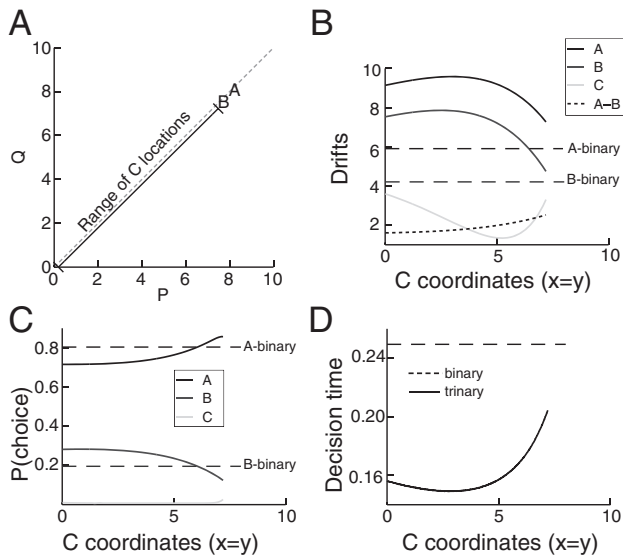 A
10
8
6
4
2
0
0
2
4
6
8
10
Q
P
Range of C locations
B
A
B
10
8
6
4
2
0
5
10
Drifts
C coordinates (x=y)
A
B
C
A–B
A-binary
B-binary
C
0.8
0.6
0.4
0.2
0
5
10
P(choice)
C coordinates (x=y)
A-binary
A
B
C
B-binary
D
0.24
0.20
0.16
0
5
10
Decision time
C coordinates (x=y)
binary
trinary